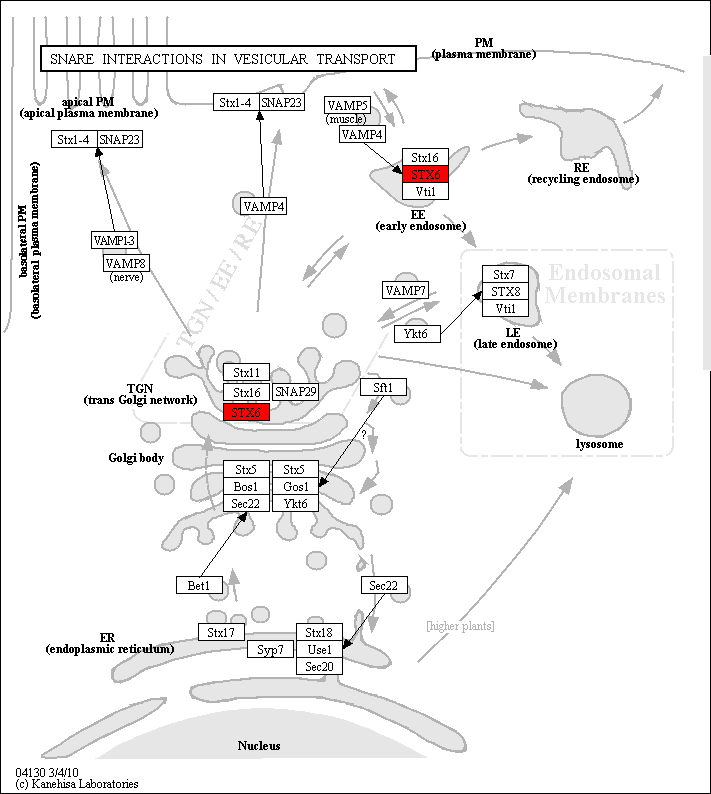 PM
(plasma membrane)
SNARE INTERACTIONS IN VESICULAR TRANSPORT
apical PM
(apical plasma membrane)
Stx1-4 SNAP23
VAMP5
(muscle)
VAMP4
Stx1-4 SNAP23
Stx16
STX6
Vti1
RE
(recycling endosome)
VAMP4
EE
(early endosome)
basolateral PM
(basolateral plasma membrane)
VAMP1-3
VAMP8
(nerve)
TGN / EE / RE
Endosomal
Membranes
Stx7
STX8
Vti1
VAMP7
Ykt6
LE
(late endosome)
Stx11
Stx16 SNAP29
STX6
TGN
(trans Golgi network)
Sft1
?
lysosome
Golgi body
Stx5 Stx5
Bos1 Gos1
Sec22 Ykt6
Bet1
Sec22
[higher plants]
ER
(endoplasmic reticulum)
Stx17
Stx18
Syp7
Use1
Sec20
Nucleus
04130 3/4/10
(c) Kanehisa Laboratories